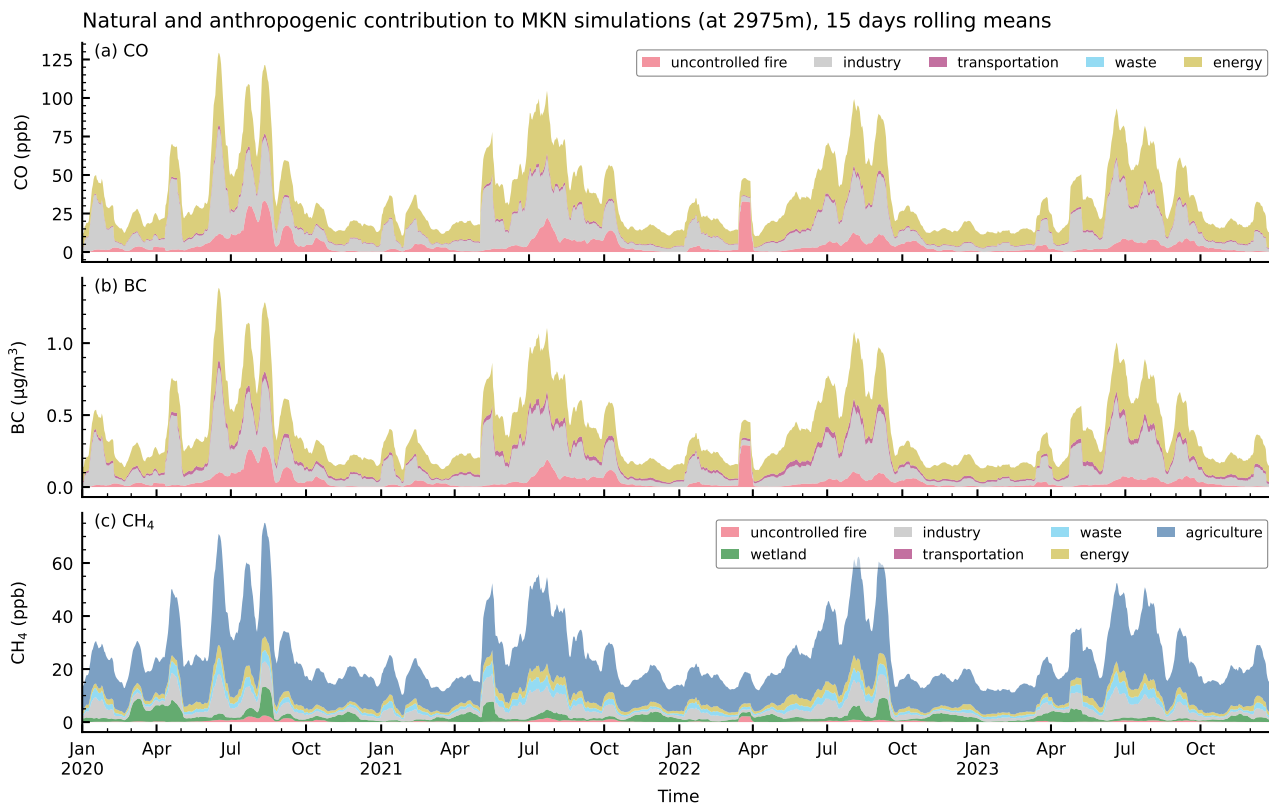 Natural and anthropogenic contribution to MKN simulations (at 2975m), 15 days rolling means
(a) CO
uncontrolled fire industry transportation waste energy
125
100
75
50
25
0
CO (ppb)
(b) BC
1.0
0.5
0.0
BC (μg/m³)
(c) CH₄
uncontrolled fire industry waste agriculture
wetland transportation energy
60
40
20
0
CH₄ (ppb)
Jan Apr Jul Oct Jan Apr Jul Oct Jan Apr Jul Oct Jan Apr Jul Oct
2020 2021 2022 2023
Time